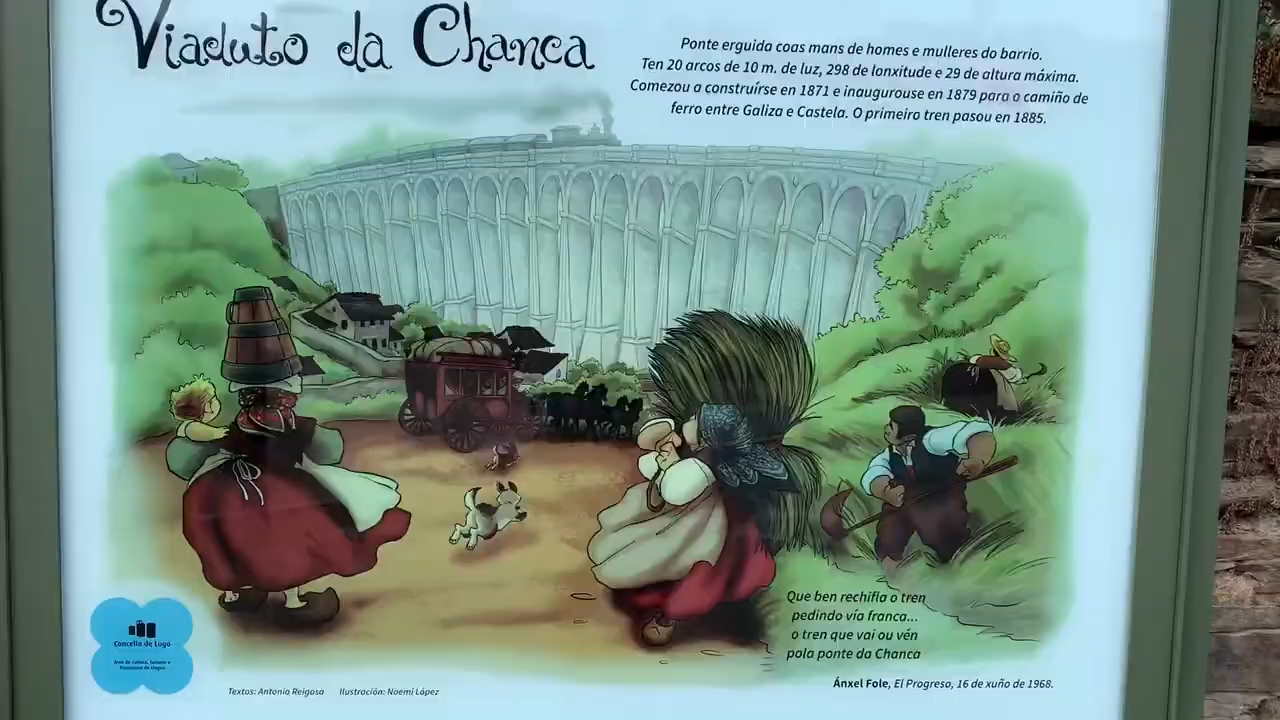 Viaduto da Chanca
Ponte erguida coas mans de homes e mulleres do barrio.
Ten 20 arcos de 10 m. de luz, 298 de lonxitude e 29 de altura máxima.
Comezou a construírse en 1871 e inaugurouse en 1879 para o camiño de
ferro entre Galiza e Castela. O primeiro tren pasou en 1885.
Que ben rechifla o tren
pedindo vía franca...
o tren que vai ou vén
pola ponte da Chanca
Ánxel Fole, El Progreso, 16 de xuño de 1968.
Concello de Lugo
Área de Cultura, Turismo e
Promoción da Lingua
Textos: Antonio Reigosa Ilustración: Noemí López